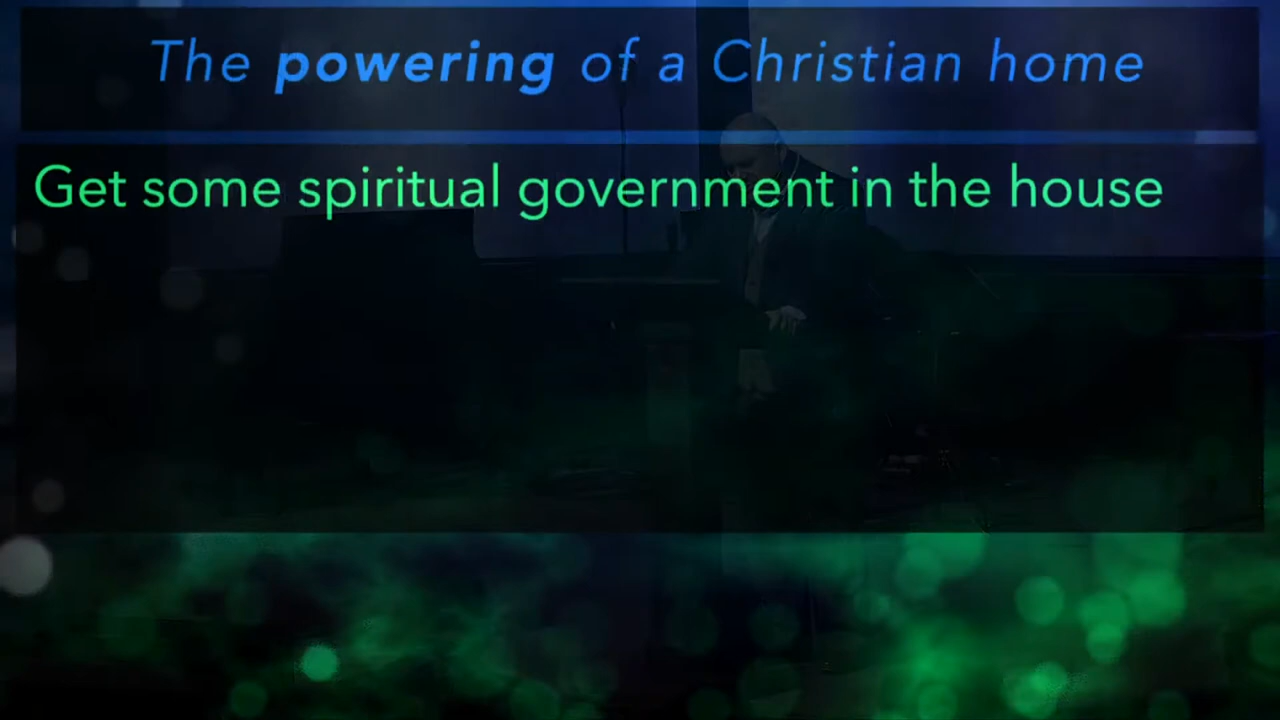 The powering of a Christian home
Get some spiritual government in the house